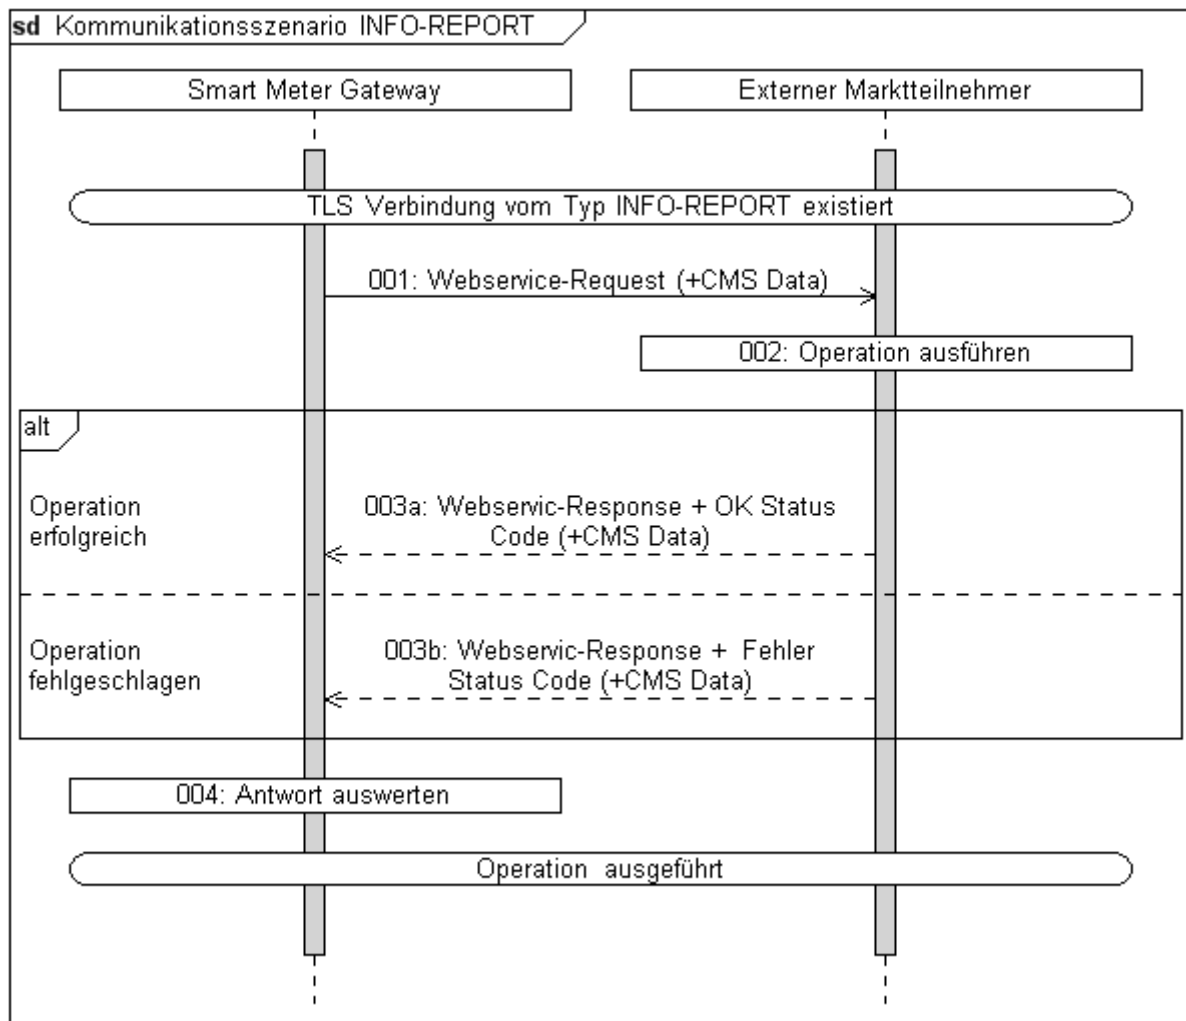 sd Kommunikationsszenario INFO-REPORT
Smart Meter Gateway
Externer Marktteilnehmer
TLS Verbindung vom Typ INFO-REPORT existiert
001: Webservice-Request (+CMS Data)
002: Operation ausführen
alt
Operation
erfolgreich
003a: Webservic-Response + OK Status
Code (+CMS Data)
Operation
fehlgeschlagen
003b: Webservic-Response + Fehler
Status Code (+CMS Data)
004: Antwort auswerten
Operation ausgeführt